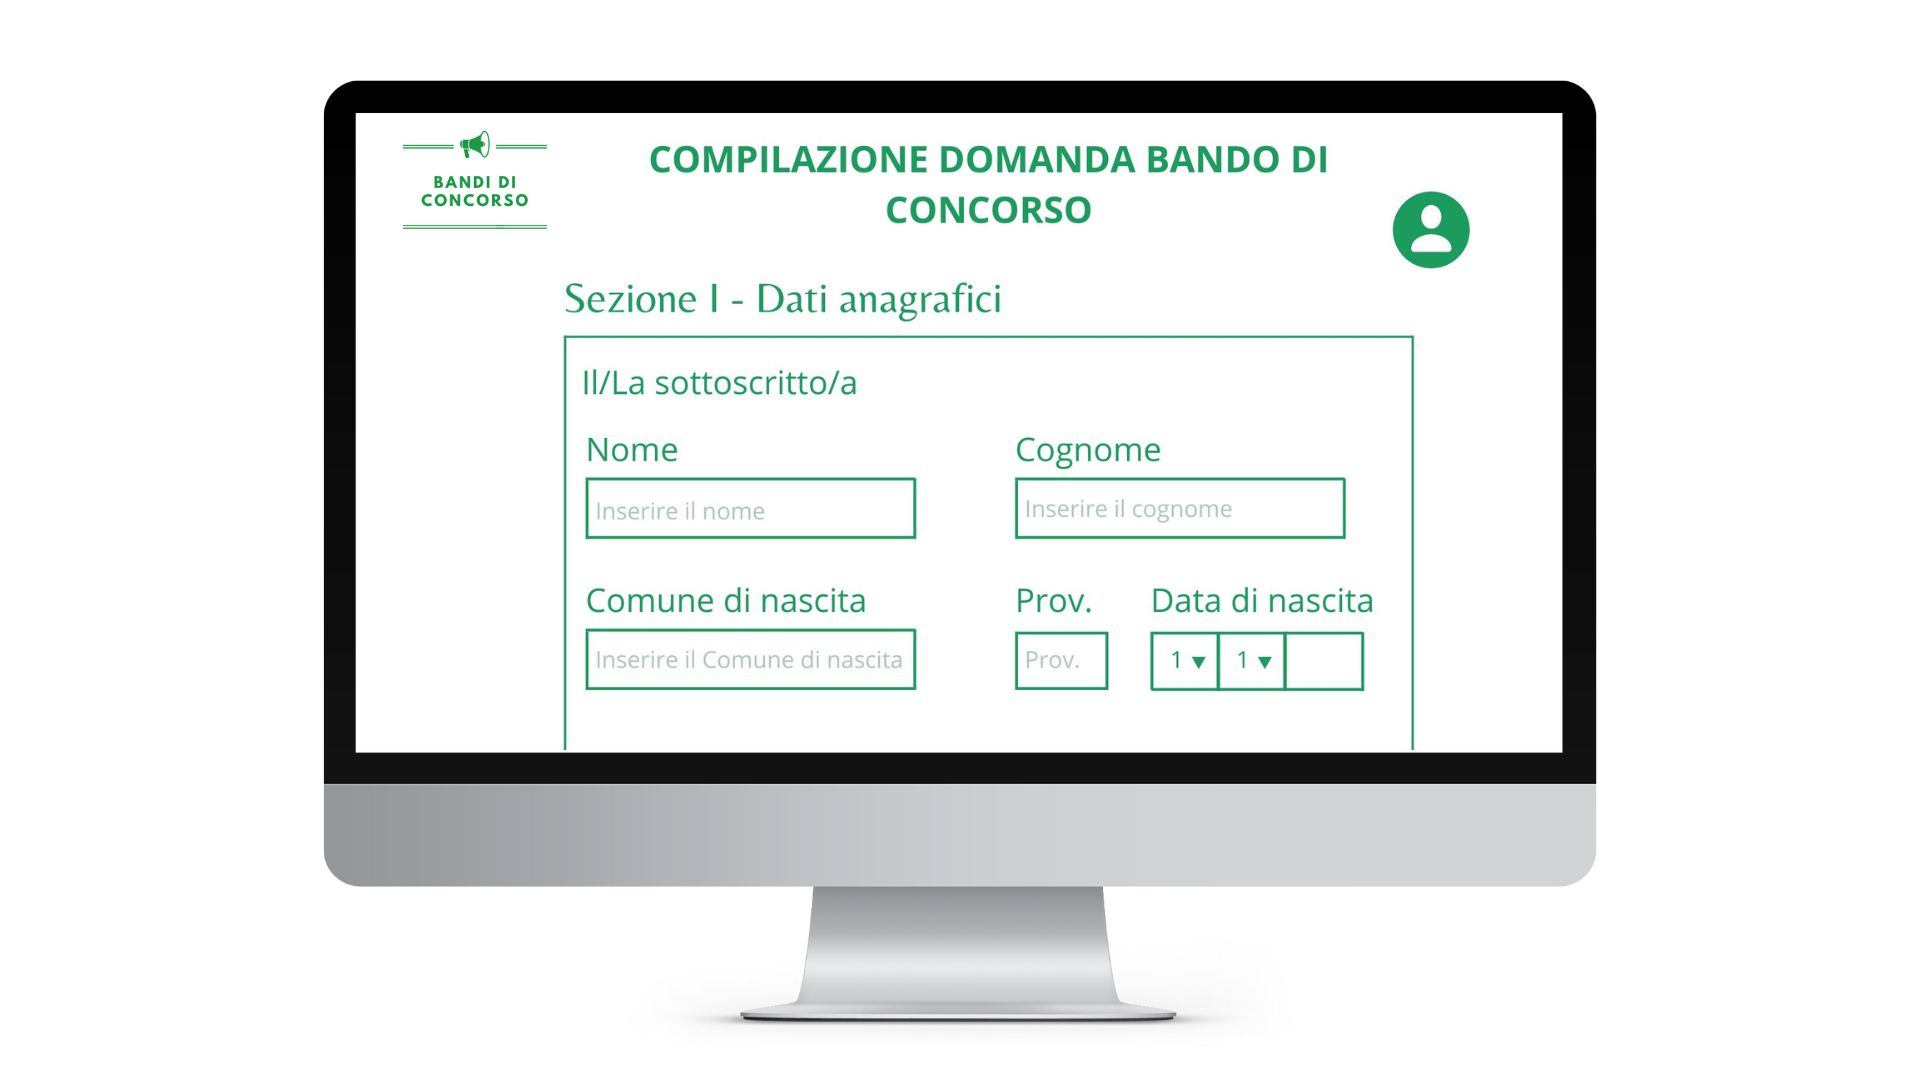 BANDI DI
CONCORSO
COMPILAZIONE DOMANDA BANDO DI
CONCORSO
Sezione I - Dati anagrafici
Il/La sottoscritto/a
Nome
Cognome
Inserire il nome
Inserire il cognome
Comune di nascita
Prov.
Data di nascita
Inserire il Comune di nascita
Prov.
1 ▼ 1 ▼